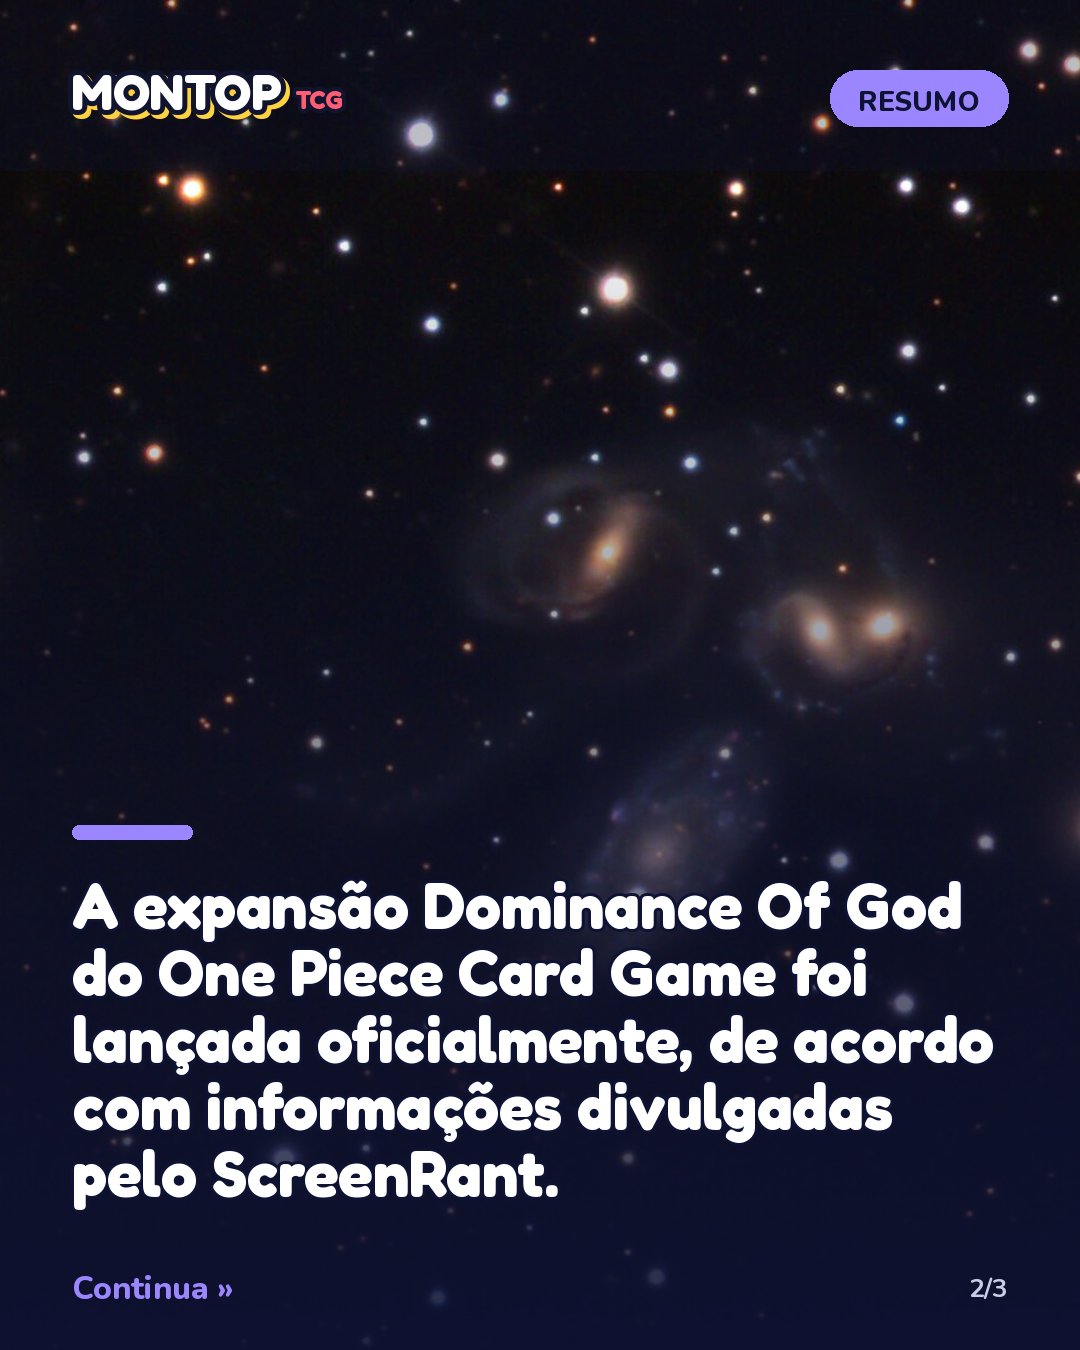 MONTOP TCG
RESUMO
A expansão Dominance Of God
do One Piece Card Game foi
lançada oficialmente, de acordo
com informações divulgadas
pelo ScreenRant.
Continua »
2/3